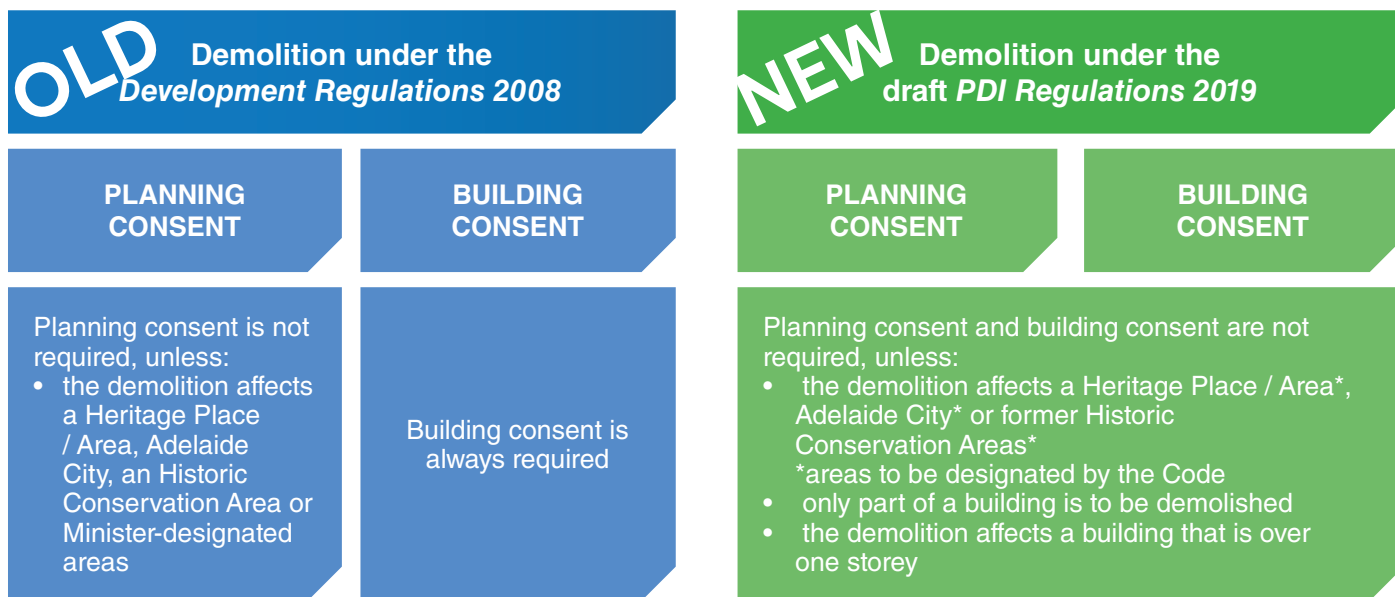 OLD
Demolition under the
Development Regulations 2008
PLANNING
CONSENT
BUILDING
CONSENT
Planning consent is not
required, unless:
• the demolition affects
a Heritage Place
/ Area, Adelaide
City, an Historic
Conservation Area or
Minister-designated
areas
Building consent is
always required
NEW
Demolition under the
draft PDI Regulations 2019
PLANNING
CONSENT
BUILDING
CONSENT
Planning consent and building consent are not
required, unless:
• the demolition affects a Heritage Place / Area*,
Adelaide City* or former Historic
Conservation Areas*
*areas to be designated by the Code
• only part of a building is to be demolished
• the demolition affects a building that is over
one storey